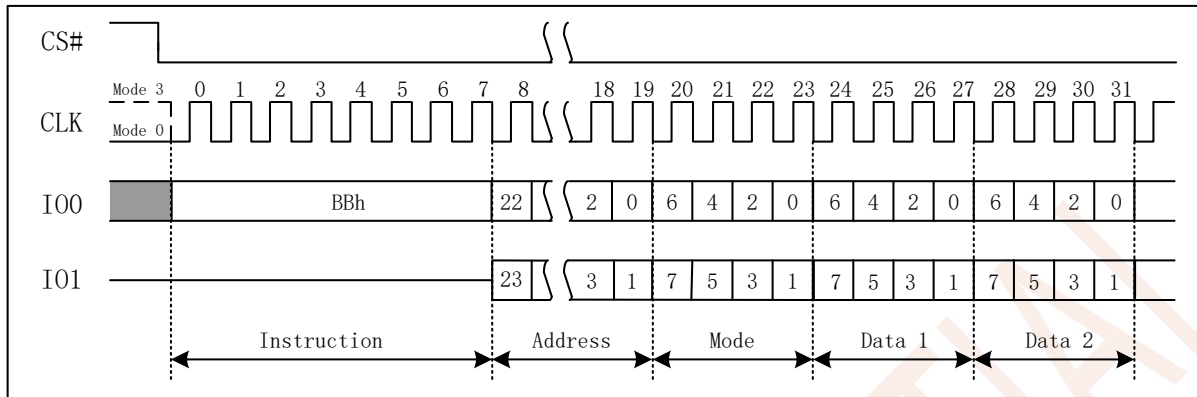 CS#
Mode 3 0 1 2 3 4 5 6 7 8 18 19 20 21 22 23 24 25 26 27 28 29 30 31
CLK
Mode 0
IO0 BBh 22 2 0 6 4 2 0 6 4 2 0 6 4 2 0
IO1 23 3 1 7 5 3 1 7 5 3 1 7 5 3 1
Instruction Address Mode Data 1 Data 2